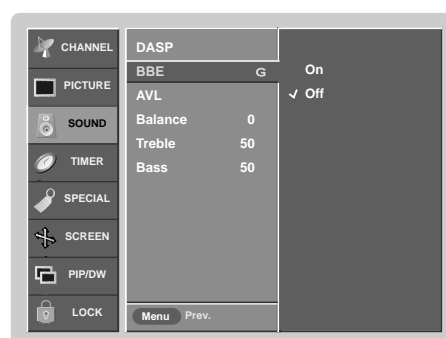 CHANNEL
PICTURE
SOUND
TIMER
SPECIAL
SCREEN
PIP/DW
LOCK
DASP
BBE G
AVL
Balance 0
Treble 50
Bass 50
Menu Prev.
On
✓ Off